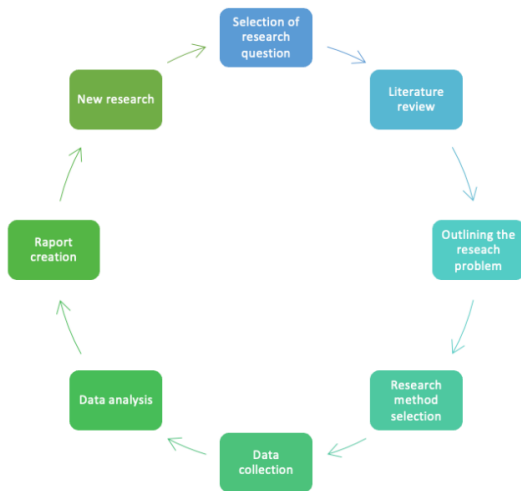 Selection of
research
question
Literature
review
Outlining the
reseach
problem
Research
method
selection
Data
collection
Data analysis
Raport
creation
New research